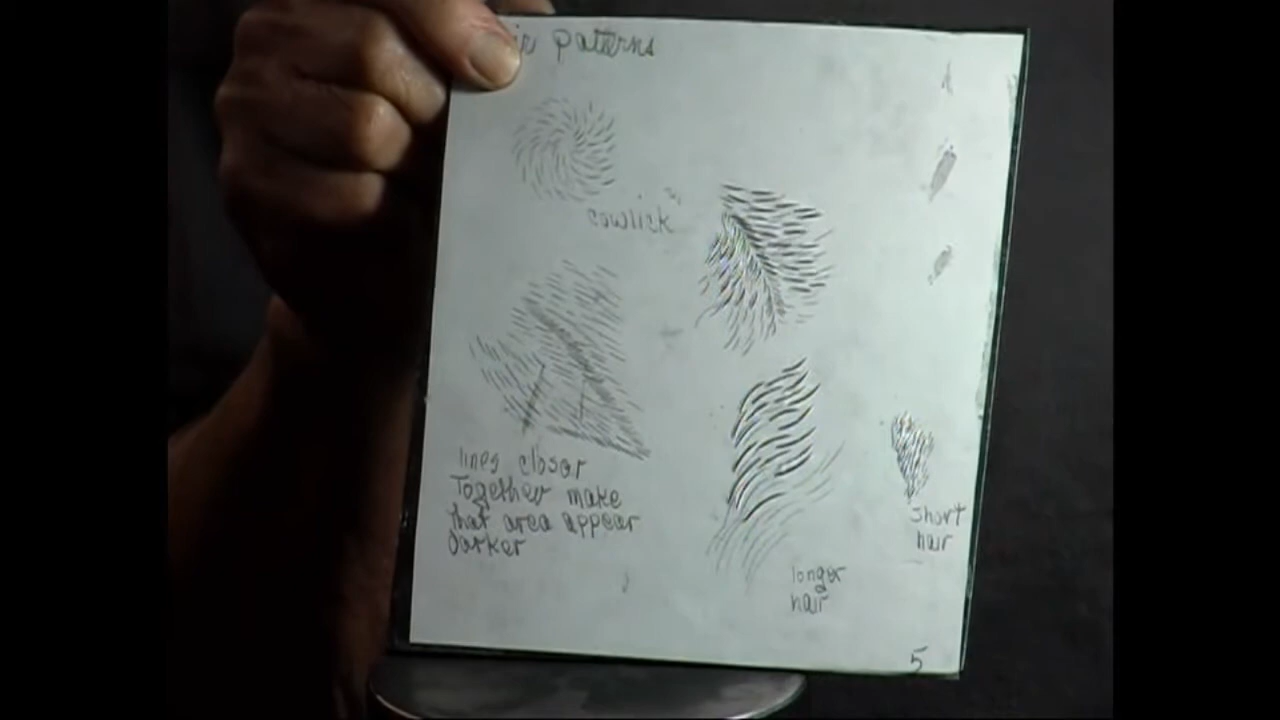 patterns
cowlick
lines closer
Together make
that area appear
darker
short
hair
longer
hair
5